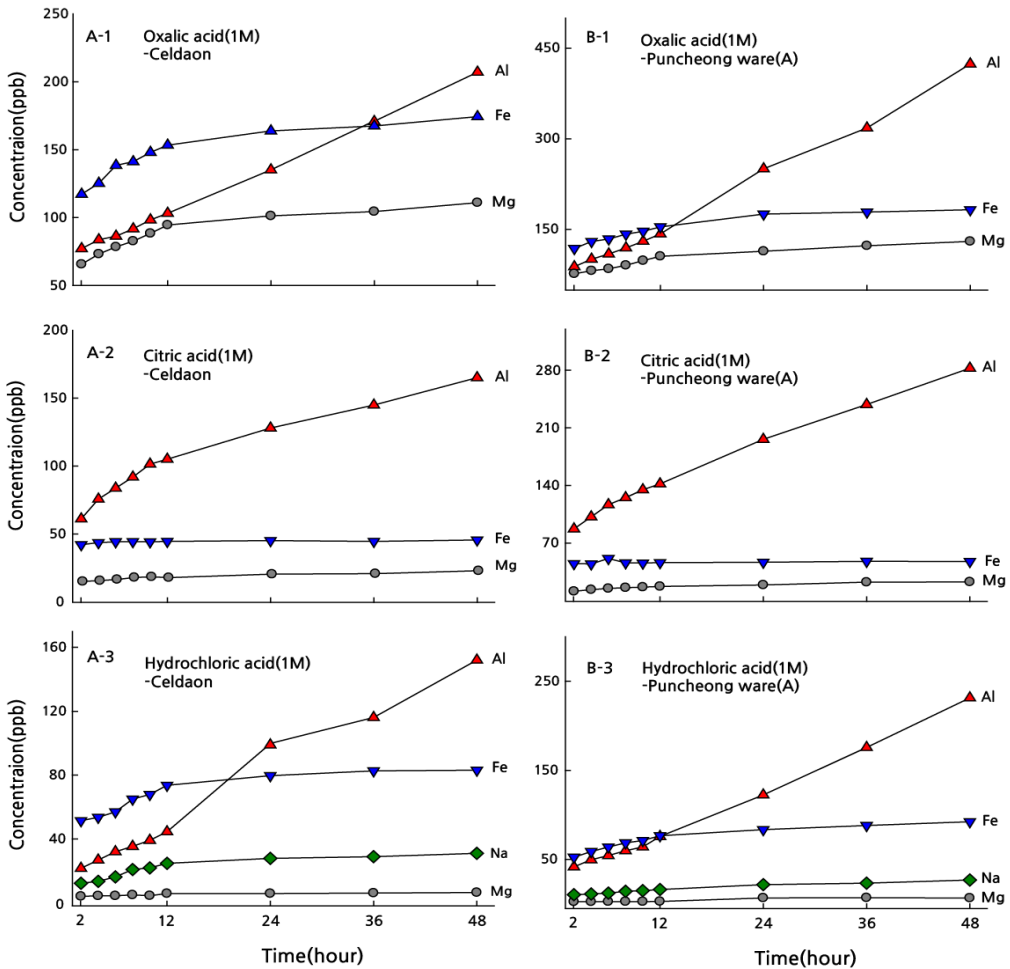 A-1
Oxalic acid(1M)
-Celdaon
Concentraion(ppb)
250
200
150
100
50
Al
Fe
Mg
B-1
Oxalic acid(1M)
-Puncheong ware(A)
450
300
150
Al
Fe
Mg
A-2
Citric acid(1M)
-Celdaon
Concentraion(ppb)
200
150
100
50
0
Al
Fe
Mg
B-2
Citric acid(1M)
-Puncheong ware(A)
280
210
140
70
Al
Fe
Mg
A-3
Hydrochloric acid(1M)
-Celdaon
Concentraion(ppb)
160
120
80
40
0
Al
Fe
Na
Mg
2 12 24 36 48
Time(hour)
B-3
Hydrochloric acid(1M)
-Puncheong ware(A)
250
150
50
Al
Fe
Na
Mg
2 12 24 36 48
Time(hour)